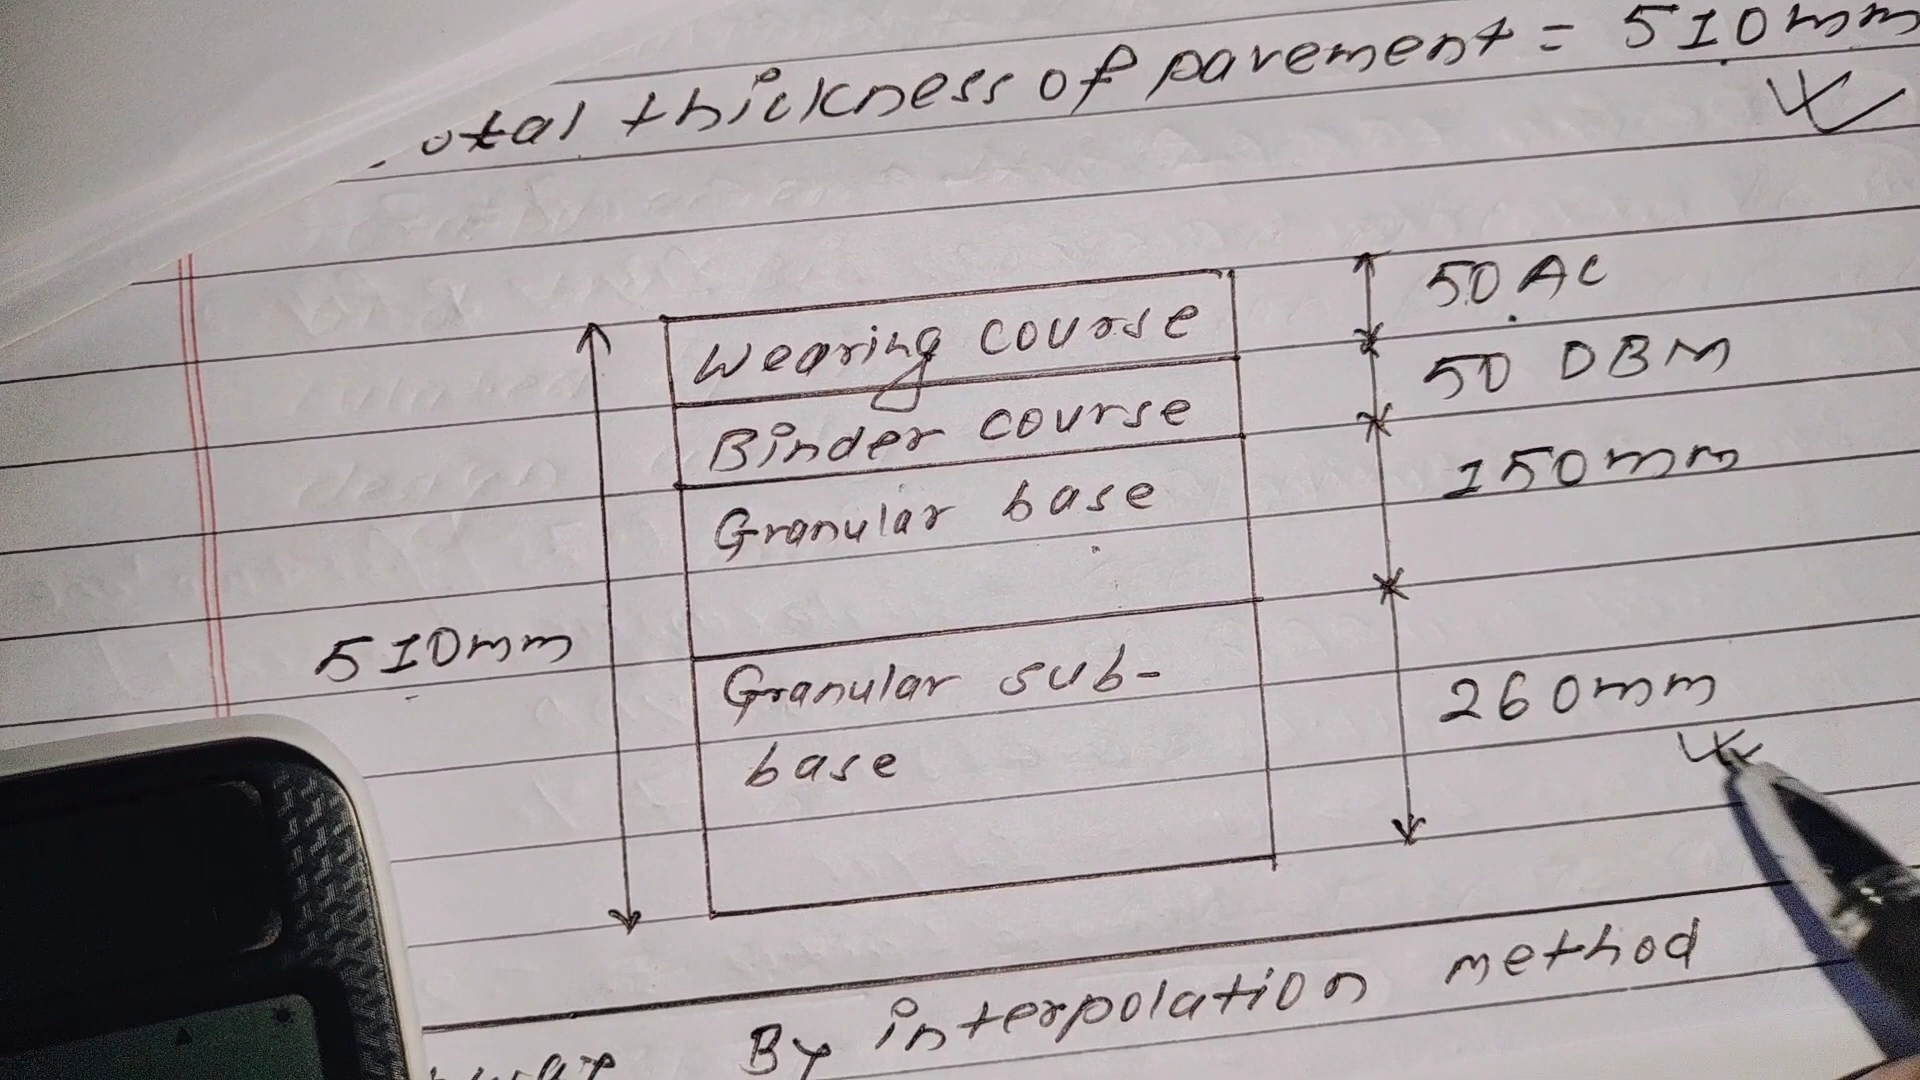 otal thickness of pavement = 510mm
Wearing course
50 AC
Binder course
50 DBM
Granular base
150mm
510mm
Granular sub-
base
260mm
By interpolation method